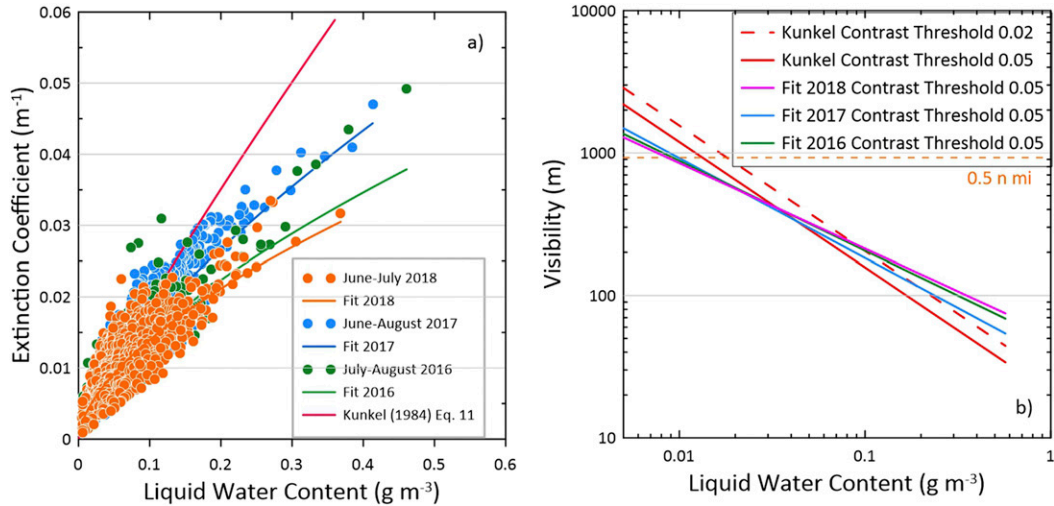 a)
0.06
0.05
0.04
0.03
0.02
0.01
0
Extinction Coefficient (m⁻¹)
June-July 2018
Fit 2018
June-August 2017
Fit 2017
July-August 2016
Fit 2016
Kunkel (1984) Eq. 11
0 0.1 0.2 0.3 0.4 0.5 0.6
Liquid Water Content (g m⁻³)
10000
1000
100
10
Visibility (m)
Kunkel Contrast Threshold 0.02
Kunkel Contrast Threshold 0.05
Fit 2018 Contrast Threshold 0.05
Fit 2017 Contrast Threshold 0.05
Fit 2016 Contrast Threshold 0.05
0.5 n mi
b)
0.01 0.1 1
Liquid Water Content (g m⁻³)